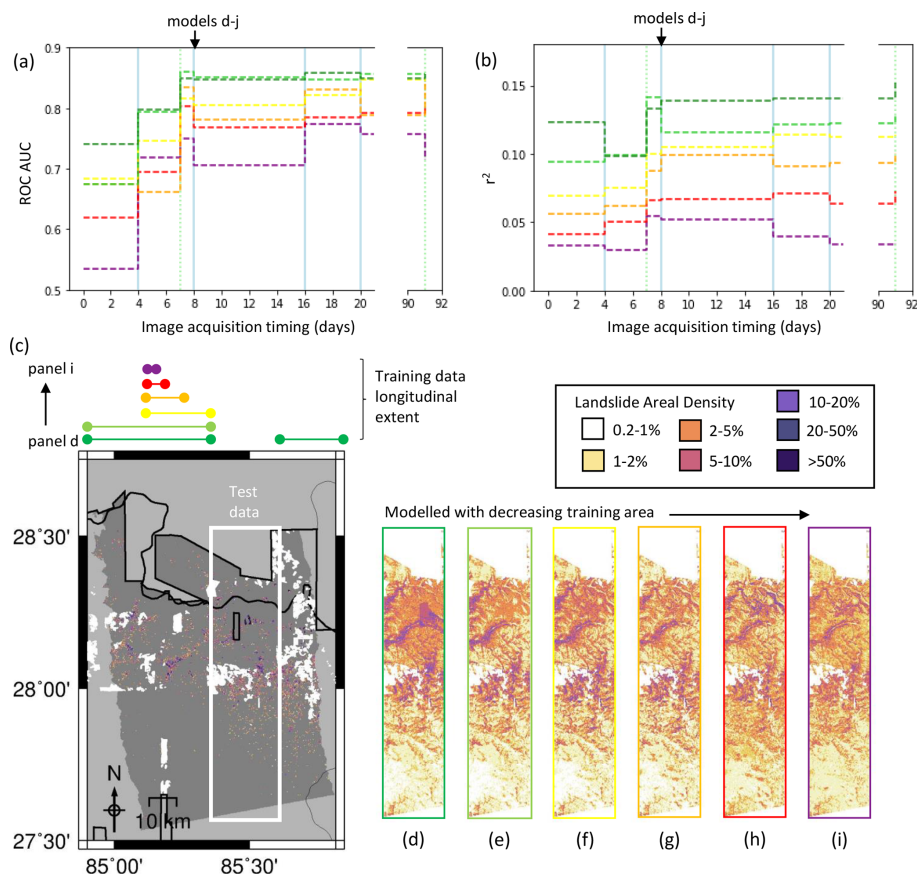 models d-j
models d-j
(a)
(b)
0.9
0.8
0.7
0.6
0.5
ROC AUC
0 2 4 6 8 10 12 14 16 18 20 90 92
Image acquisition timing (days)
0.15
0.10
0.05
0.00
r2
0 2 4 6 8 10 12 14 16 18 20 90 92
Image acquisition timing (days)
(c)
panel i
panel d
Training data
longitudinal
extent
Landslide Areal Density
0.2-1%
1-2%
2-5%
5-10%
10-20%
20-50%
>50%
Test
data
28°30'
28°00'
27°30'
N
10 km
85°00'
85°30'
Modelled with decreasing training area
(d) (e) (f) (g) (h) (i)